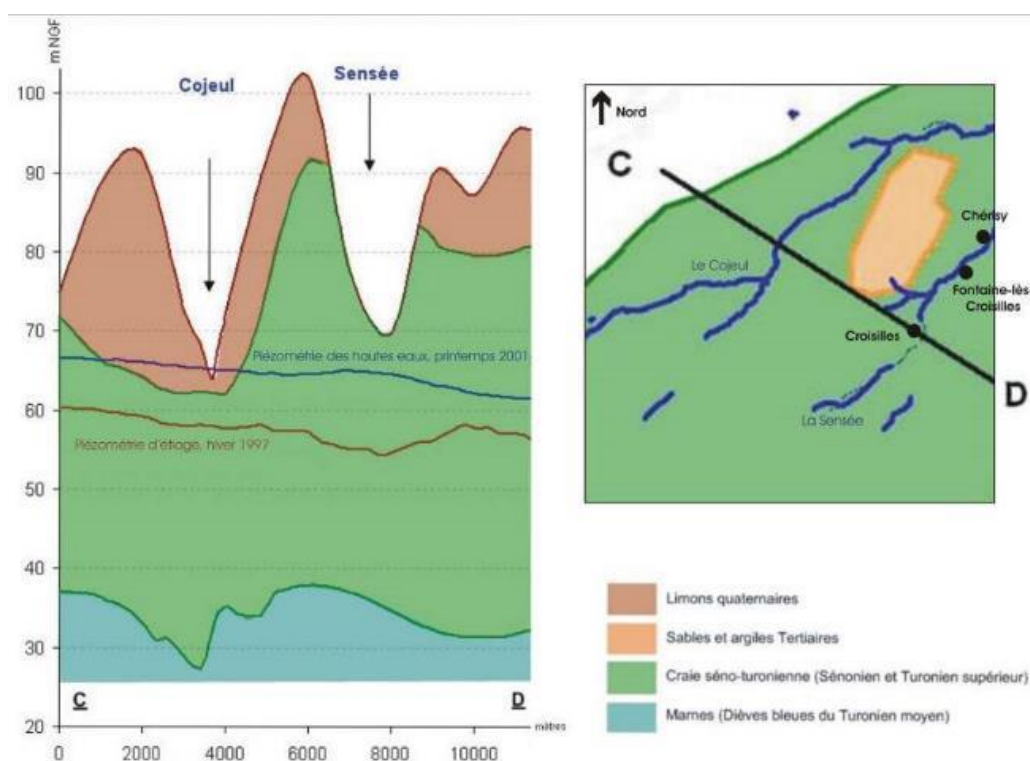 m NGF
Cojeul
Sensée
100
90
80
70
60
50
40
30
20
Piézométrie des hautes eaux, printemps 2001
Piézométrie d'étiage, hiver 1997
C
D
mètres
0
2000
4000
6000
8000
10000
Nord
C
Chérisy
Le Cojeul
Fontaine-lès
Croisilles
Croisilles
D
La Sensée
Limons quaternaires
Sables et argiles Tertiaires
Craie séno-turonienne (Sénonien et Turonien supérieur)
Marnes (Dièves bleues du Turonien moyen)